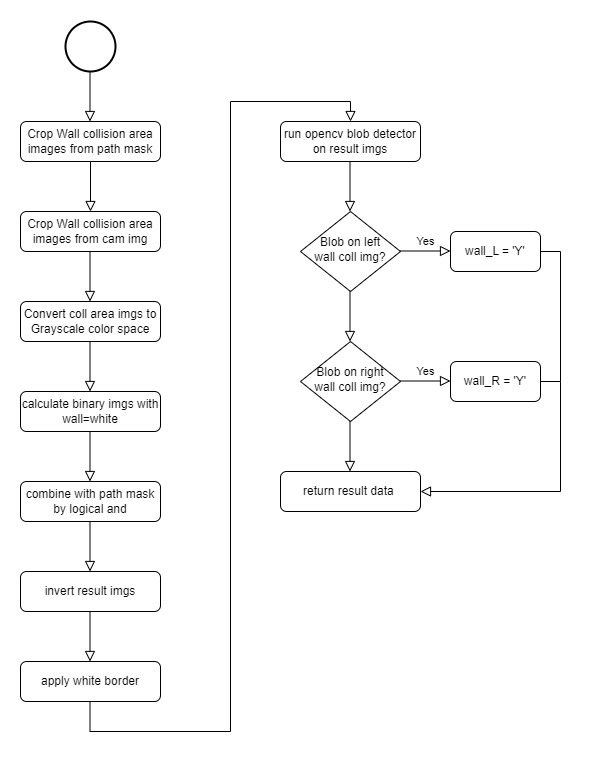 Crop Wall collision area
images from path mask
Crop Wall collision area
images from cam img
Convert coll area imgs to
Grayscale color space
calculate binary imgs with
wall=white
combine with path mask
by logical and
invert result imgs
apply white border
run opencv blob detector
on result imgs
Blob on left
wall coll img?
Yes
wall_L = 'Y'
Blob on right
wall coll img?
Yes
wall_R = 'Y'
return result data